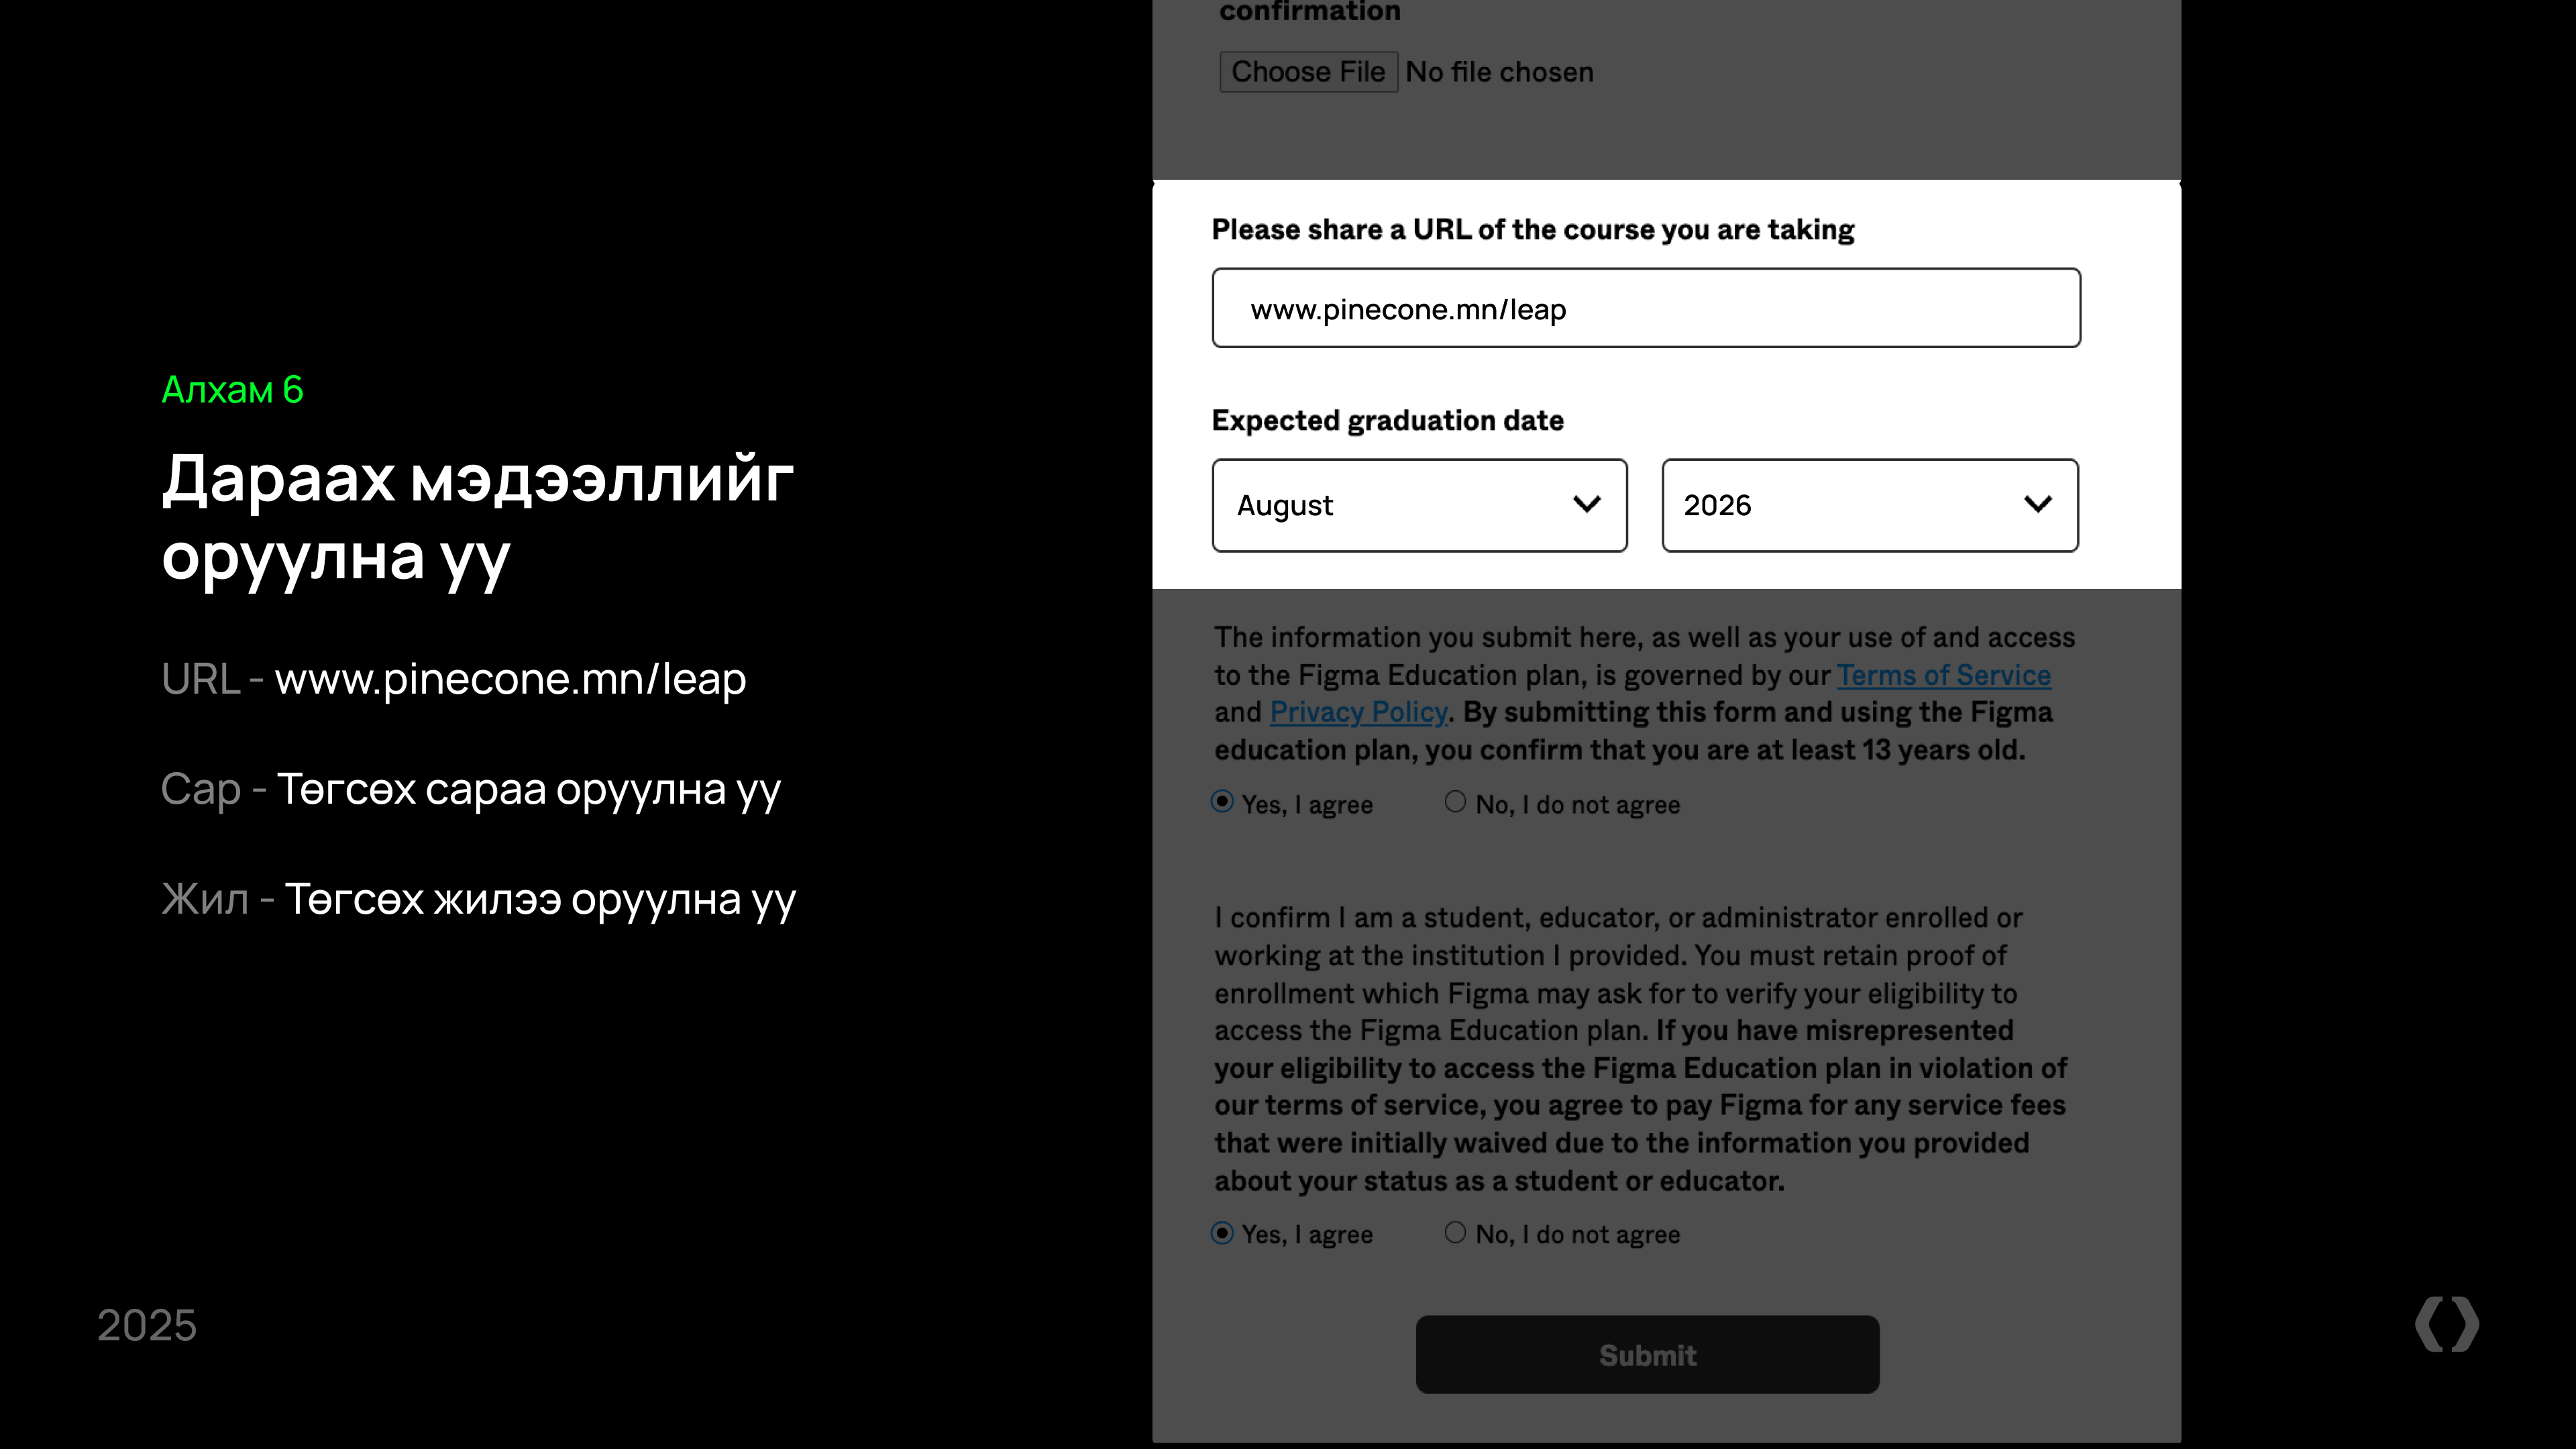 Алхам 6
Дараах мэдээллийг
оруулна уу
URL - www.pinecone.mn/leap
Сар - Төгсөх сараа оруулна уу
Жил - Төгсөх жилээ оруулна уу
2025
confirmation
Choose File No file chosen
Please share a URL of the course you are taking
www.pinecone.mn/leap
Expected graduation date
August 2026
The information you submit here, as well as your use of and access
to the Figma Education plan, is governed by our Terms of Service
and Privacy Policy. By submitting this form and using the Figma
education plan, you confirm that you are at least 13 years old.
Yes, I agree No, I do not agree
I confirm I am a student, educator, or administrator enrolled or
working at the institution I provided. You must retain proof of
enrollment which Figma may ask for to verify your eligibility to
access the Figma Education plan. If you have misrepresented
your eligibility to access the Figma Education plan in violation of
our terms of service, you agree to pay Figma for any service fees
that were initially waived due to the information you provided
about your status as a student or educator.
Yes, I agree No, I do not agree
Submit